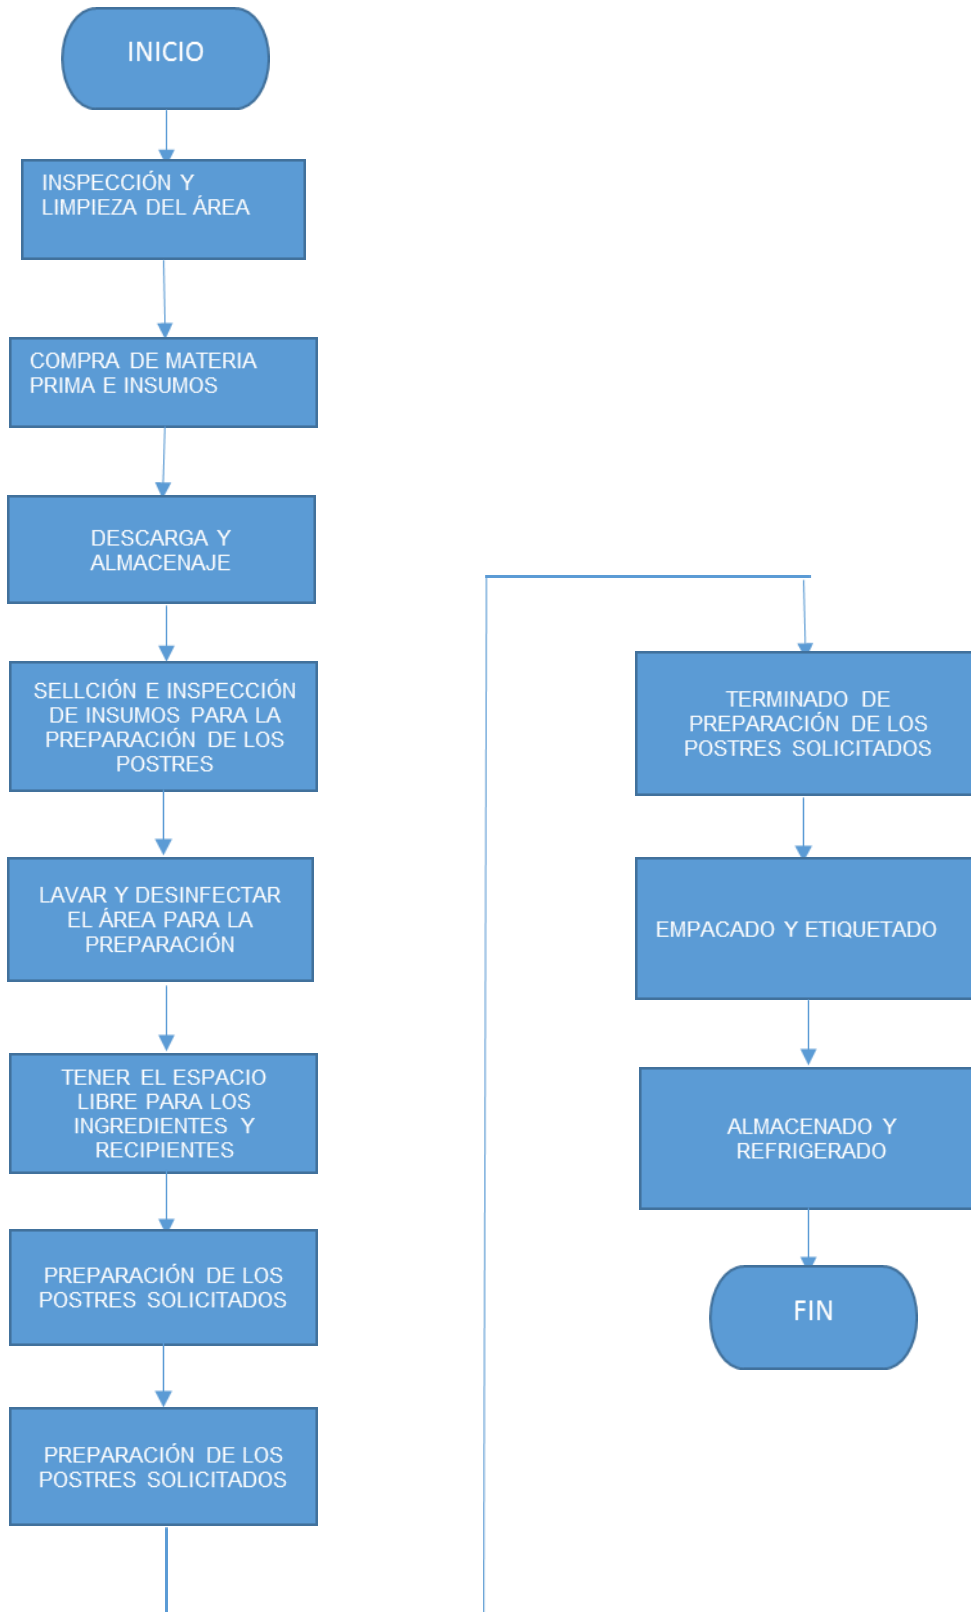 INICIO
INSPECCIÓN Y
LIMPIEZA DEL ÁREA
COMPRA DE MATERIA
PRIMA E INSUMOS
DESCARGA Y
ALMACENAJE
SELLCIÓN E INSPECCIÓN
DE INSUMOS PARA LA
PREPARACIÓN DE LOS
POSTRES
LAVAR Y DESINFECTAR
EL ÁREA PARA LA
PREPARACIÓN
TENER EL ESPACIO
LIBRE PARA LOS
INGREDIENTES Y
RECIPIENTES
PREPARACIÓN DE LOS
POSTRES SOLICITADOS
PREPARACIÓN DE LOS
POSTRES SOLICITADOS
TERMINADO DE
PREPARACIÓN DE LOS
POSTRES SOLICITADOS
EMPACADO Y ETIQUETADO
ALMACENADO Y
REFRIGERADO
FIN